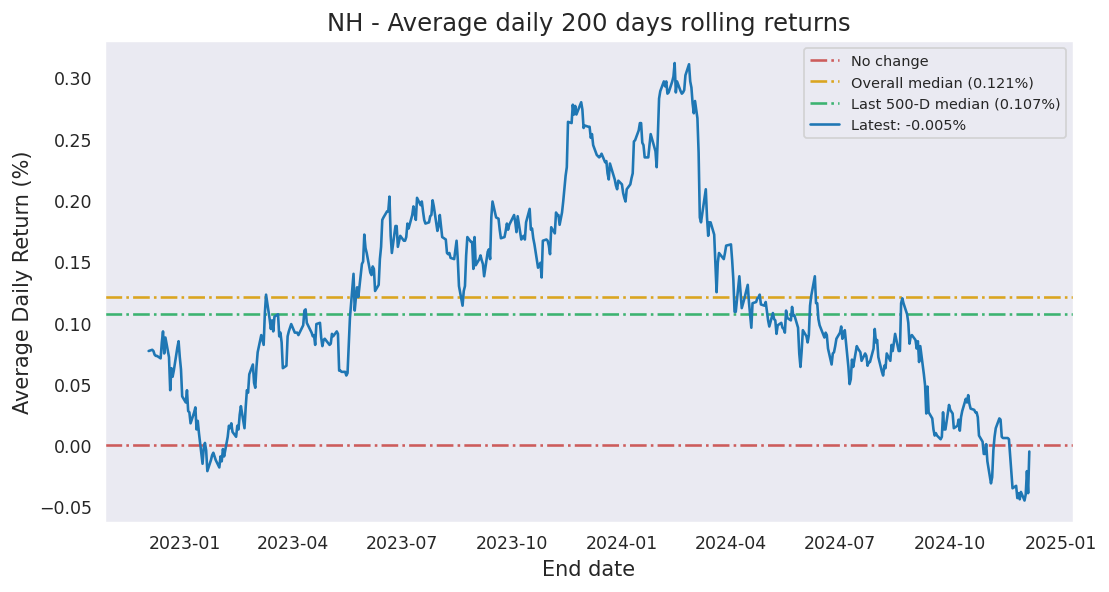 NH - Average daily 200 days rolling returns
No change
Overall median (0.121%)
Last 500-D median (0.107%)
Latest: -0.005%
Average Daily Return (%)
0.30
0.25
0.20
0.15
0.10
0.05
0.00
−0.05
2023-01 2023-04 2023-07 2023-10 2024-01 2024-04 2024-07 2024-10 2025-01
End date